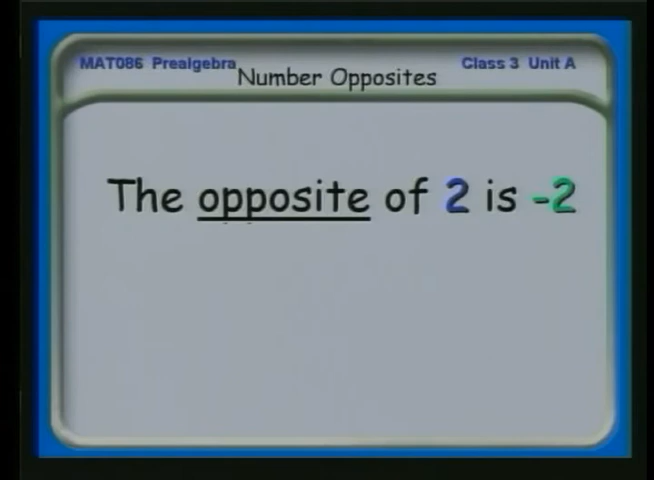 MAT086 Prealgebra
Number Opposites
Class 3 Unit A
The opposite of 2 is -2